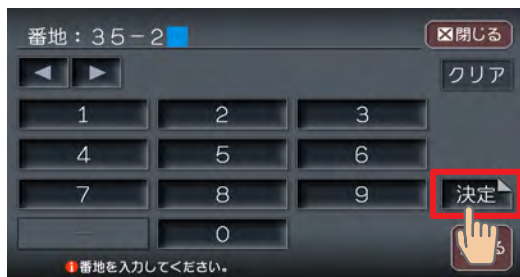 番地：35－2
閉じる
クリア
1 2 3
4 5 6
7 8 9 決定
－ 0
番地を入力してください。